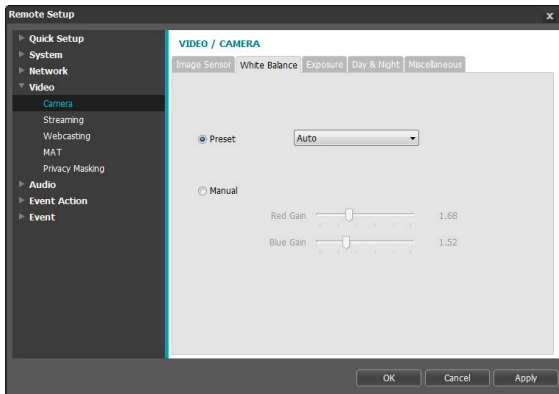 Remote Setup
x
Quick Setup
System
Network
Video
Camera
Streaming
Webcasting
MAT
Privacy Masking
Audio
Event Action
Event
VIDEO / CAMERA
Image Sensor White Balance Exposure Day & Night Miscellaneous
Preset Auto
Manual
Red Gain 1.68
Blue Gain 1.52
OK Cancel Apply